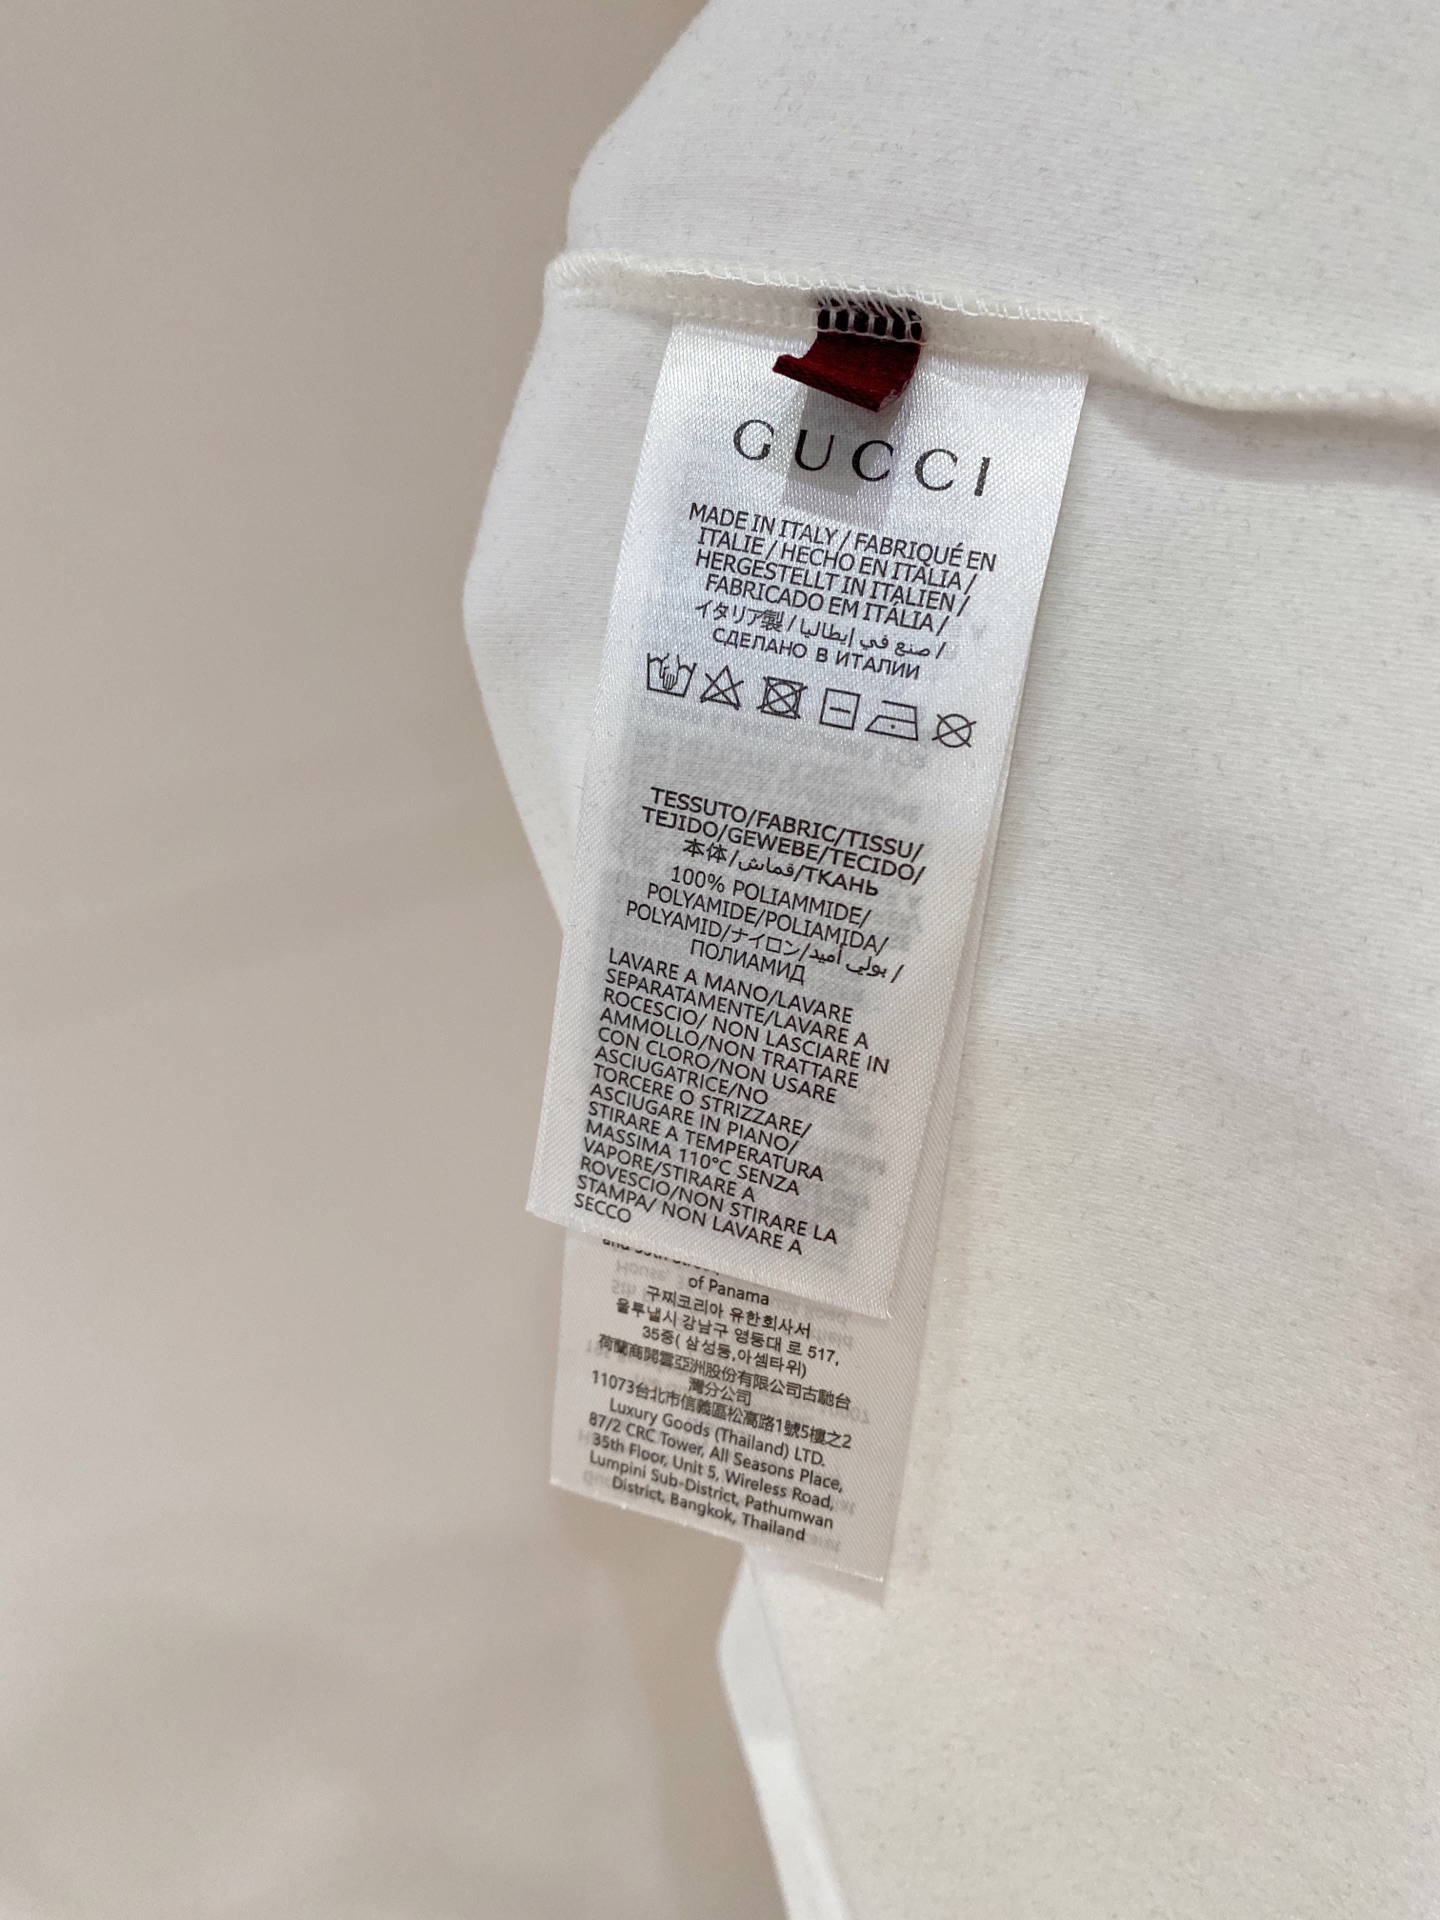 GUCCI
MADE IN ITALY / FABRIQUÉ EN
ITALIE / HECHO EN ITALIA /
HERGESTELLT IN ITALIEN /
FABRICADO EM ITÁLIA /
イタリア製 / صنع في إيطاليا /
СДЕЛАНО В ИТАЛИИ
TESSUTO/FABRIC/TISSU/
TEJIDO/GEWEBE/TECIDO/
本体/قماش/ТКАНЬ
100% POLIAMMIDE/
POLYAMIDE/POLIAMIDA/
POLYAMID/ナイロン/بولي أميد /
ПОЛИАМИД
LAVARE A MANO/LAVARE
SEPARATAMENTE/LAVARE A
ROCESCIO/ NON LASCIARE IN
AMMOLLO/NON TRATTARE
CON CLORO/NON USARE
ASCIUGATRICE/NO
TORCERE O STRIZZARE/
ASCIUGARE IN PIANO/
STIRARE A TEMPERATURA
MASSIMA 110°C SENZA
VAPORE/STIRARE A
ROVESCIO/NON STIRARE LA
STAMPA/ NON LAVARE A
SECCO
of Panama
구찌코리아 유한회사서
울투낼시 강남구 영동대 로 517,
35중( 삼성동,아셈타위)
荷蘭商開雲亞洲股份有限公司古馳台
灣分公司
11073台北市信義區松高路1號5樓之2
Luxury Goods (Thailand) LTD.
87/2 CRC Tower, All Seasons Place,
35th Floor, Unit 5, Wireless Road,
Lumpini Sub-District, Pathumwan
District, Bangkok, Thailand